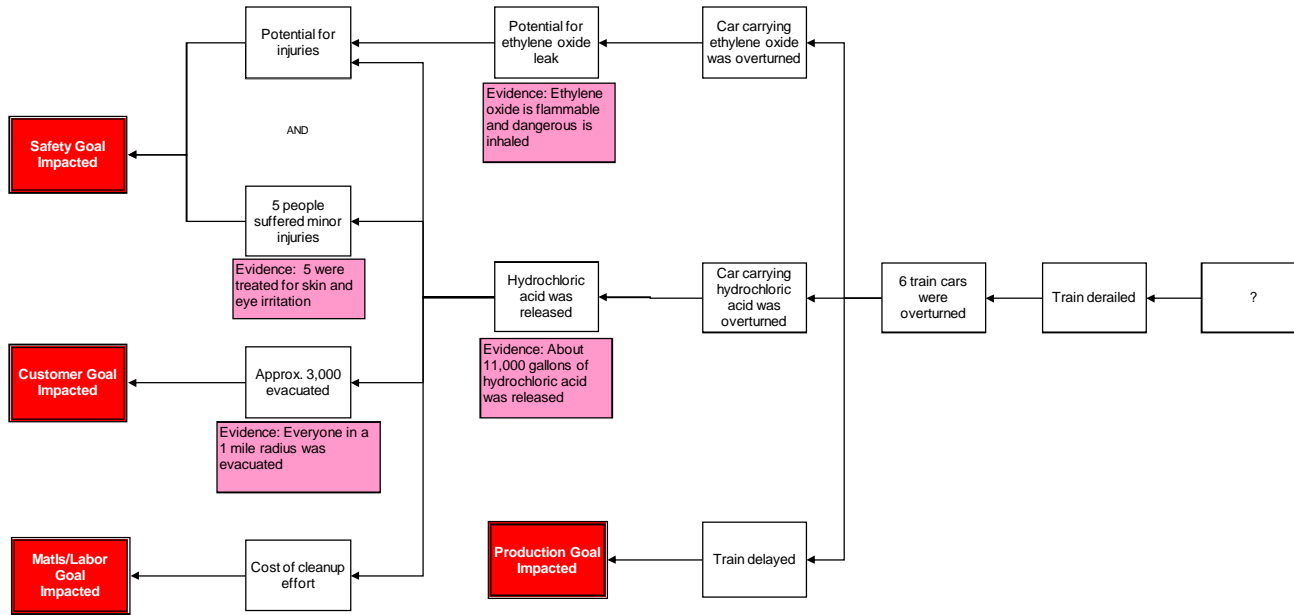 Potential for
injuries
Potential for
ethylene oxide
leak
Car carrying
ethylene oxide
was overturned
Evidence: Ethylene
oxide is flammable
and dangerous is
inhaled
Safety Goal
Impacted
AND
5 people
suffered minor
injuries
Evidence:  5 were
treated for skin and
eye irritation
Hydrochloric
acid was
released
Car carrying
hydrochloric
acid was
overturned
6 train cars
were
overturned
Train derailed
?
Evidence: About
11,000 gallons of
hydrochloric acid
was released
Customer Goal
Impacted
Approx. 3,000
evacuated
Evidence: Everyone in a
1 mile radius was
evacuated
Matls/Labor
Goal
Impacted
Cost of cleanup
effort
Production Goal
Impacted
Train delayed